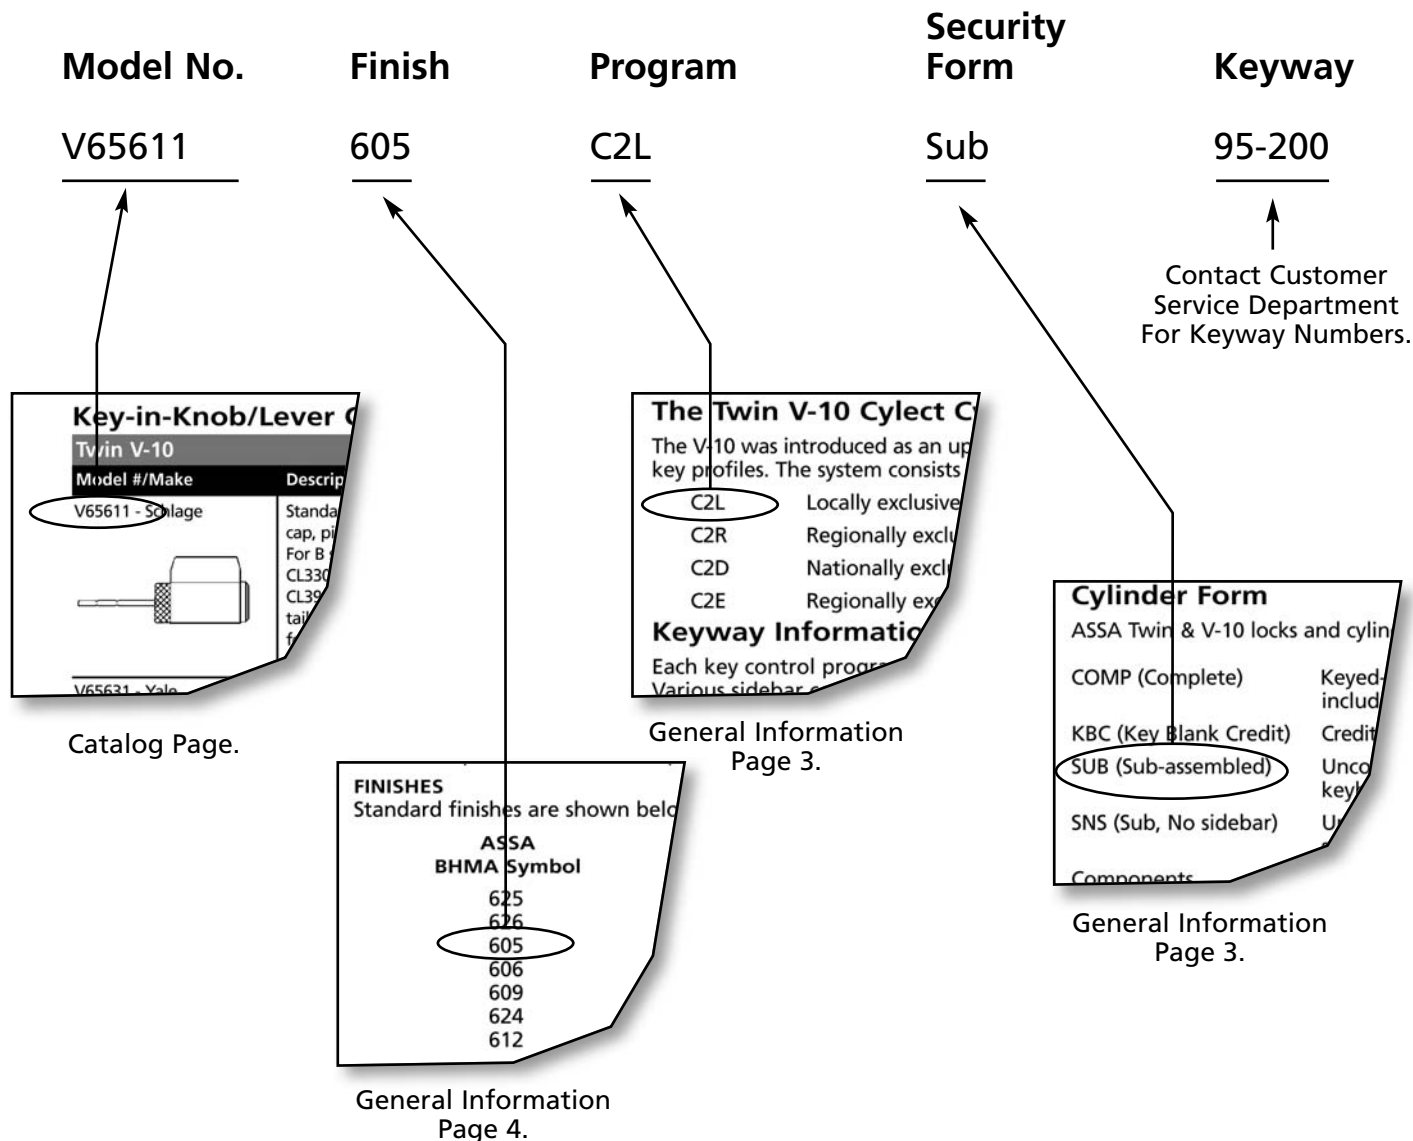 Model No.
Finish
Program
Security
Form
Keyway
V65611
605
C2L
Sub
95-200
Contact Customer
Service Department
For Keyway Numbers.
Key-in-Knob/Lever
Twin V-10
Model #/Make
Descrip
V65611 - Schlage
Standa
cap, pi
For B
CL330
CL39
tail
V65631 - Yale
Catalog Page.
The Twin V-10 Cylect C
The V-10 was introduced as an up
key profiles. The system consists
C2L Locally exclusive
C2R Regionally exclu
C2D Nationally excl
C2E Regionally exc
Keyway Informatio
Each key control progra
Various sidebar
General Information
Page 3.
FINISHES
Standard finishes are shown belo
ASSA
BHMA Symbol
625
626
605
606
609
624
612
General Information
Page 4.
Cylinder Form
ASSA Twin & V-10 locks and cylin
COMP (Complete) Keyed-
includ
KBC (Key Blank Credit) Credit
SUB (Sub-assembled) Unco
keyb
SNS (Sub, No sidebar)
Components
General Information
Page 3.